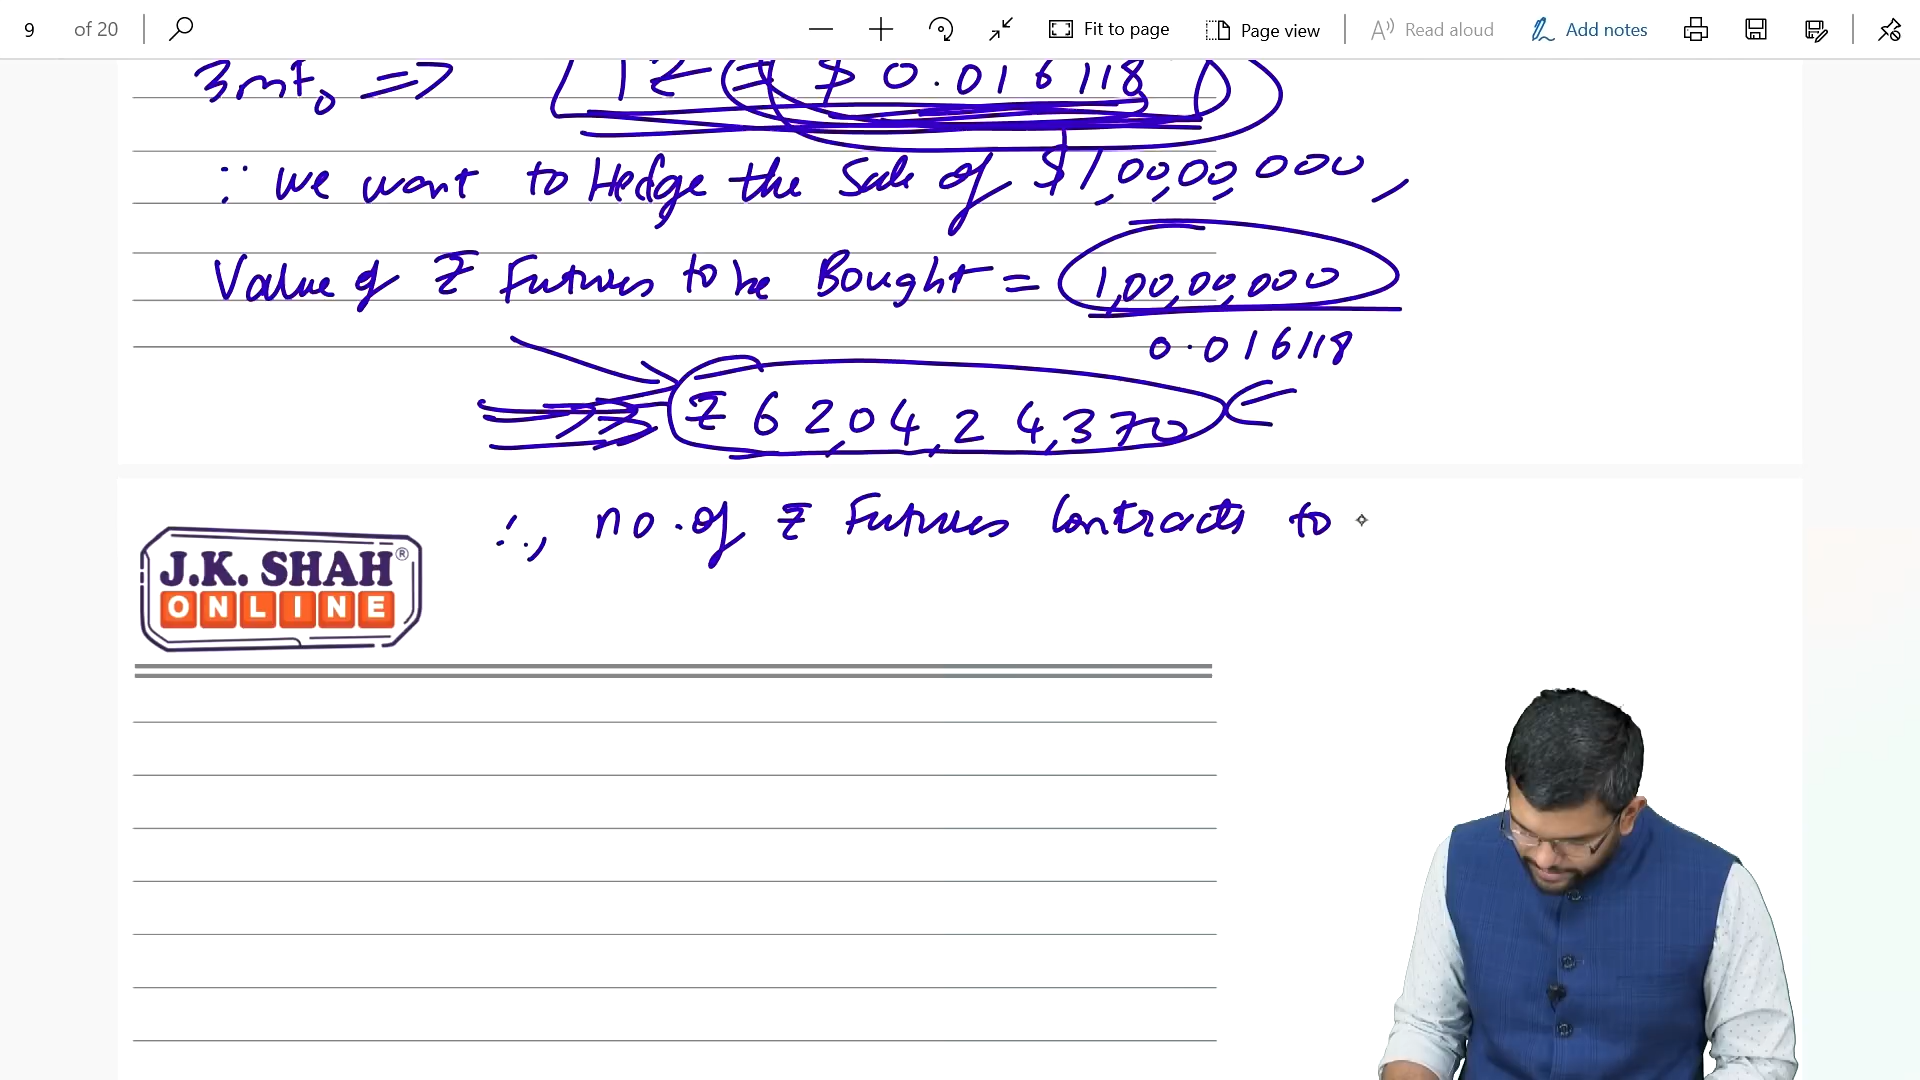 9 of 20 Fit to page Page view Read aloud Add notes
3mF₀ => 1 ₹ = $ 0.016118
∵ we want to Hedge the Sale of $1,00,00,000,
Value of ₹ Futures to be Bought = 1,00,00,000
0.016118
=> ₹ 62,04,24,370
∴, no. of ₹ Futures Contracts to
J.K. SHAH®
ONLINE